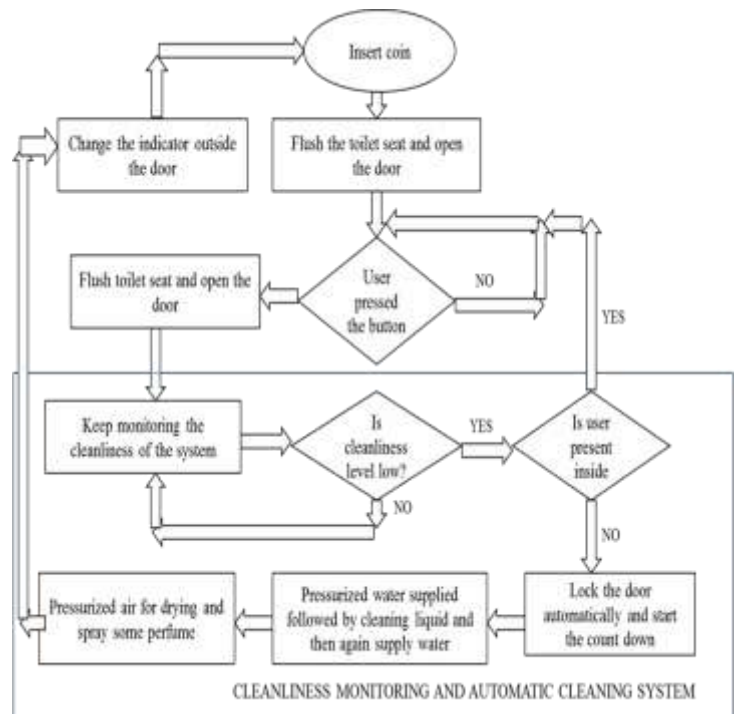 Insert coin
Change the indicator outside
the door
Flush the toilet seat and open
the door
Flush toilet seat and open the
door
User
pressed
the button
NO
YES
Keep monitoring the
cleanliness of the system
Is
cleanliness
level low?
YES
Is user
present
inside
NO
NO
Pressurized air for drying and
spray some perfume
Pressurized water supplied
followed by cleaning liquid and
then again supply water
Lock the door
automatically and start
the count down
CLEANLINESS MONITORING AND AUTOMATIC CLEANING SYSTEM